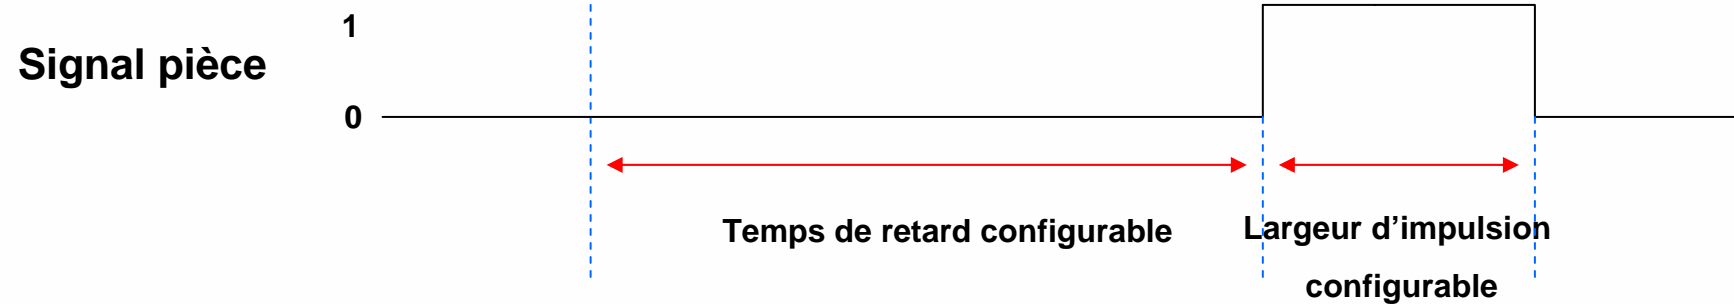 1
Signal pièce
0
Temps de retard configurable
Largeur d’impulsion
configurable